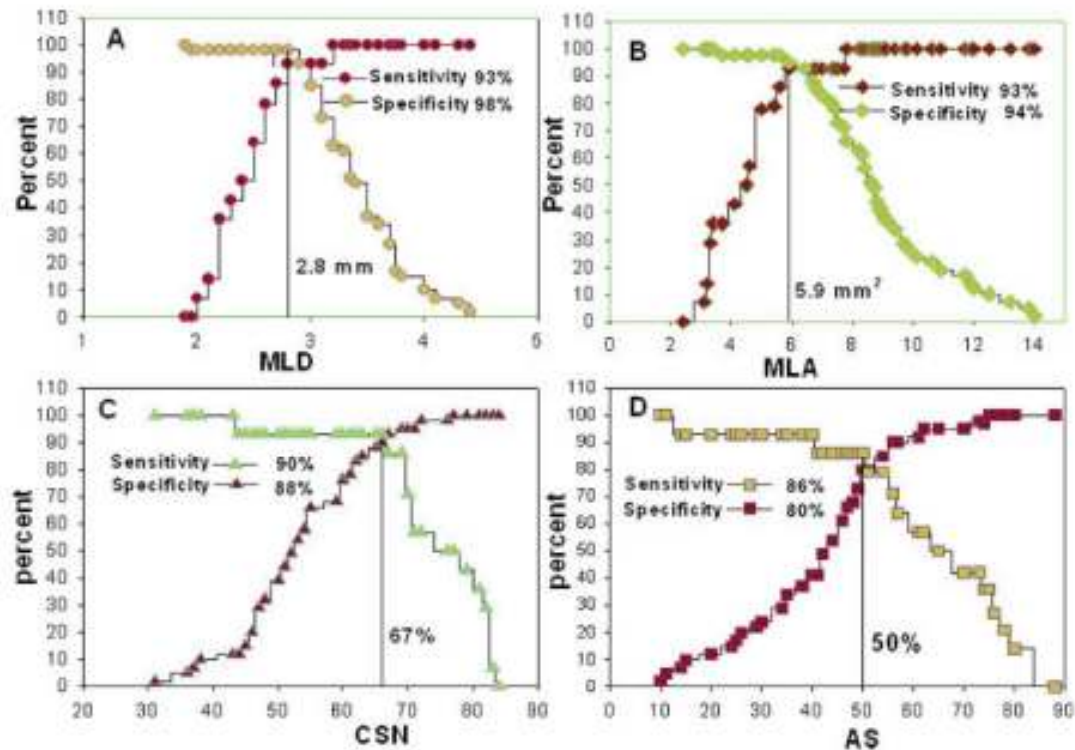 A
Percent
110
100
90
80
70
60
50
40
30
20
10
0
Sensitivity 93%
Specificity 98%
2.8 mm
1 2 3 4 5 6
MLD
B
Percent
110
100
90
80
70
60
50
40
30
20
10
0
Sensitivity 93%
Specificity 94%
5.9 mm²
0 2 4 6 8 10 12 14
MLA
C
percent
110
100
90
80
70
60
50
40
30
20
10
0
Sensitivity 90%
Specificity 88%
67%
20 30 40 50 60 70 80 90
CSN
D
percent
110
100
90
80
70
60
50
40
30
20
10
0
Sensitivity 86%
Specificity 80%
50%
0 10 20 30 40 50 60 70 80 90
AS